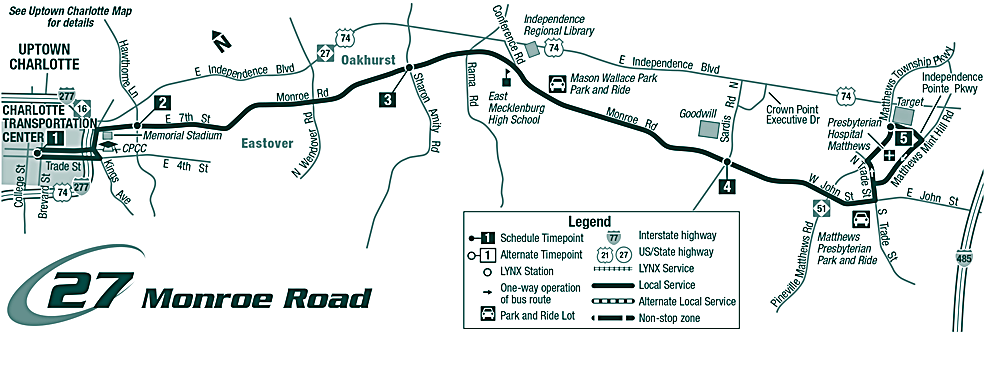 See Uptown Charlotte Map
for details
UPTOWN
CHARLOTTE
277
16
CHARLOTTE
TRANSPORTATION
CENTER
1
Trade St
College St
Brevard St
74
277
Hawthorne Ln
2
E 7th St
Memorial Stadium
CPCC
E 4th St
Kings Ave
N
E Independence Blvd
27
74
Oakhurst
Monroe Rd
Eastover
N Wendover Rd
3
Sharon Amity Rd
Rama Rd
Conference Rd
Independence
Regional Library
74
E Independence Blvd
East
Mecklenburg
High School
Mason Wallace Park
Park and Ride
Monroe Rd
Goodwill
Sardis Rd N
4
Crown Point
Executive Dr
74
Matthews Township Pkwy
Independence
Pointe Pkwy
Target
Presbyterian
Hospital
Matthews
5
Matthews Mint Hill Rd
N Trade St
W John St
E John St
51
S Trade St
Matthews
Presbyterian
Park and Ride
Pineville Matthews Rd
485
27 Monroe Road
Legend
1 Schedule Timepoint
1 Alternate Timepoint
LYNX Station
One-way operation
of bus route
Park and Ride Lot
77 Interstate highway
21 27 US/State highway
LYNX Service
Local Service
Alternate Local Service
Non-stop zone